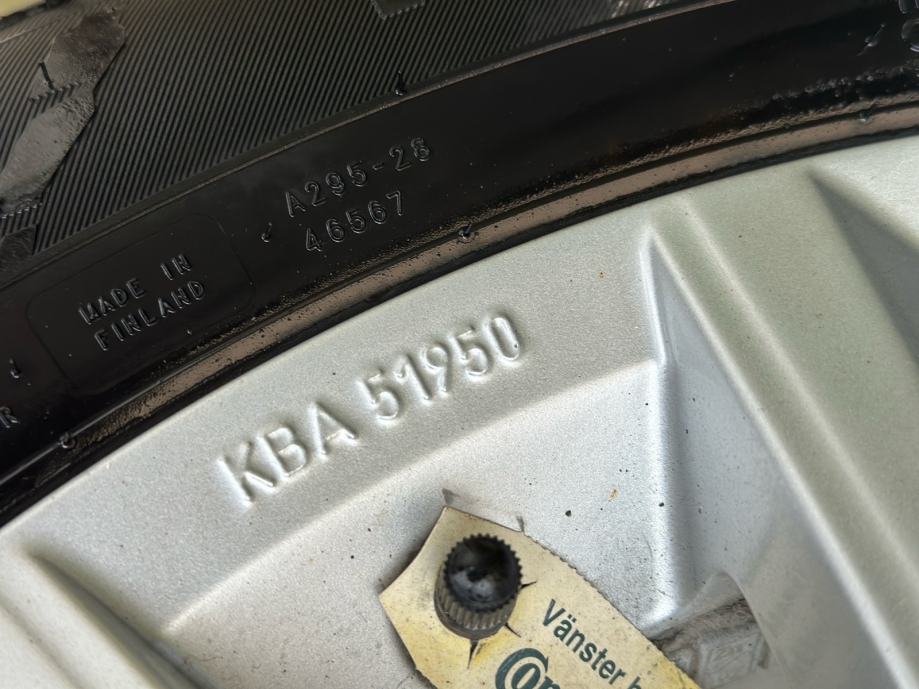 A295-28
46567
MADE IN
FINLAND
R
KBA 51950
Vänster